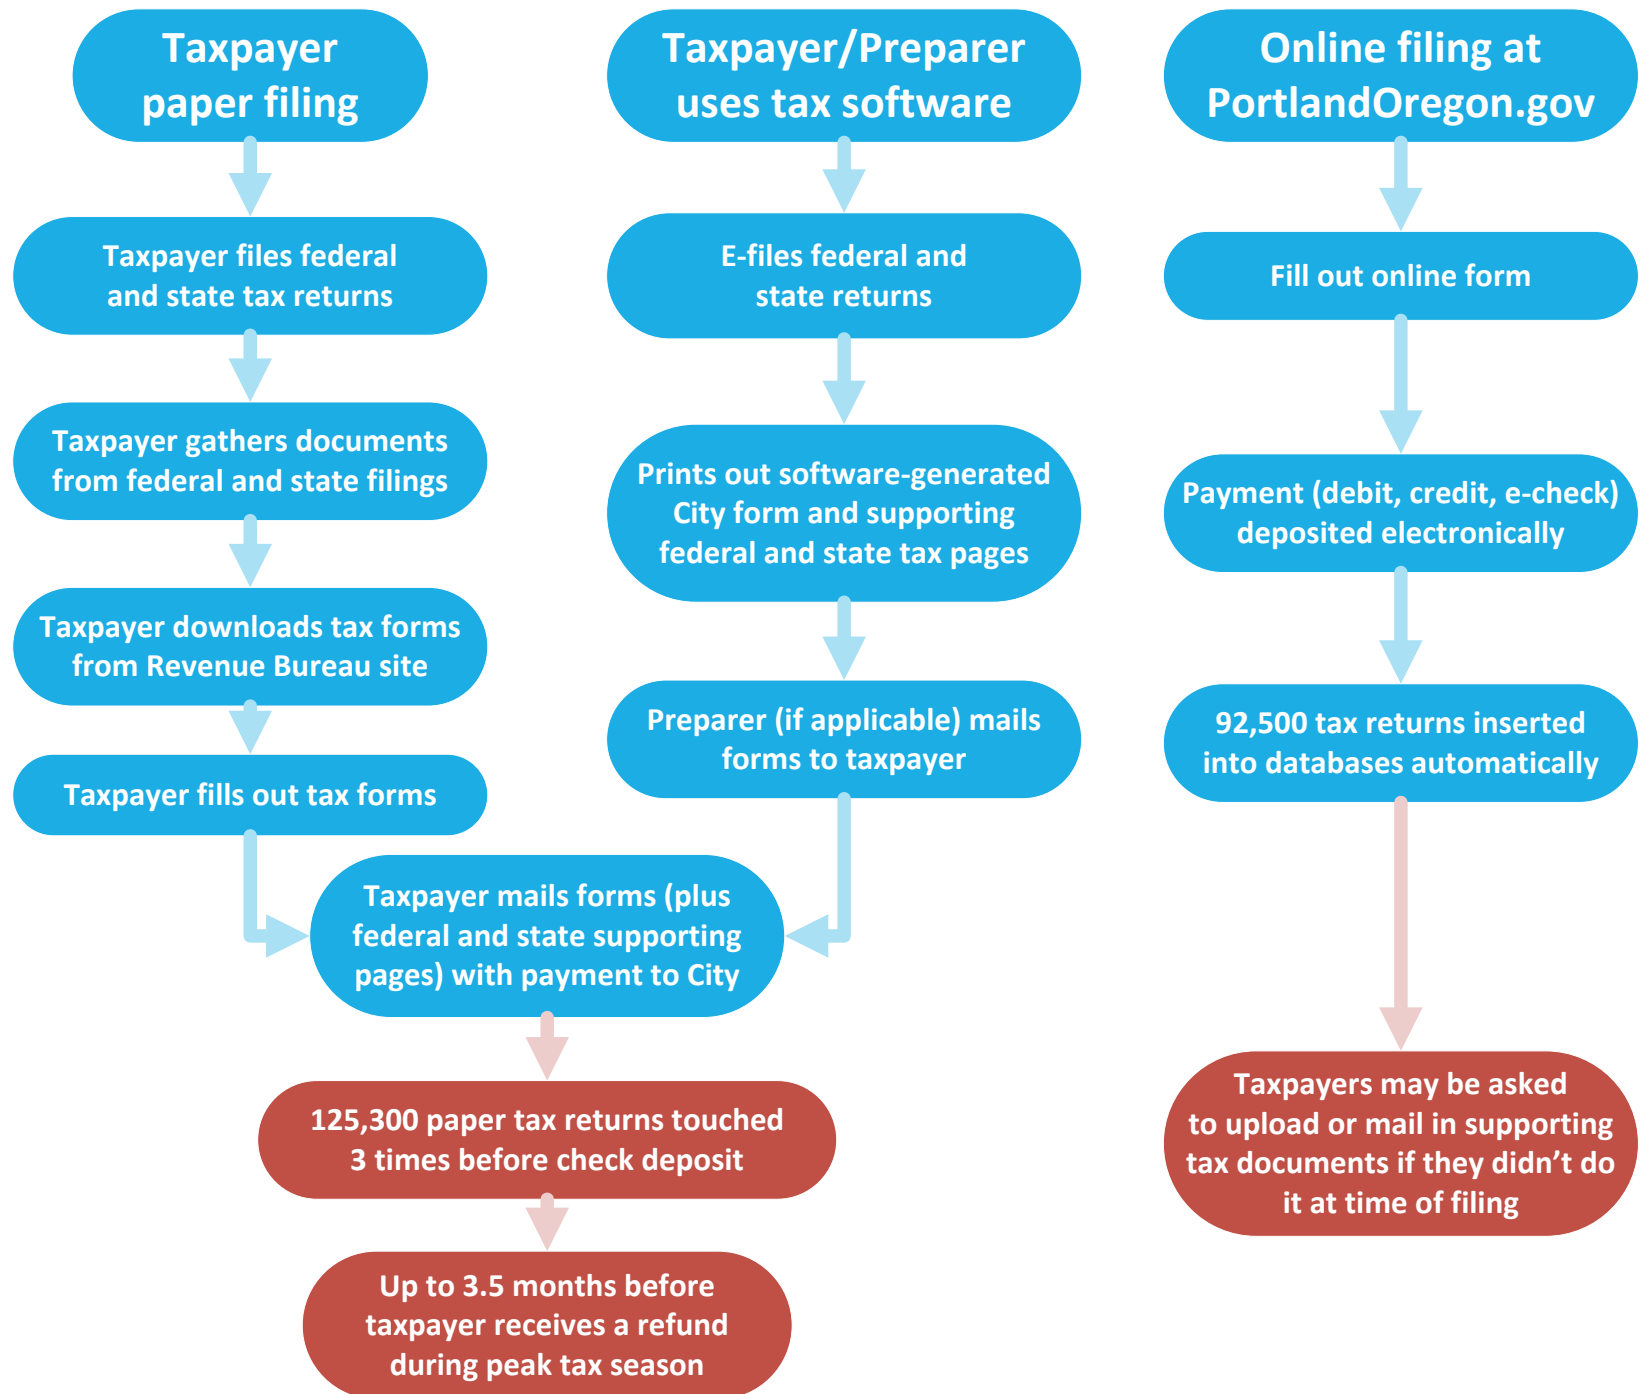 Taxpayer
paper filing
Taxpayer files federal
and state tax returns
Taxpayer gathers documents
from federal and state filings
Taxpayer downloads tax forms
from Revenue Bureau site
Taxpayer fills out tax forms
Taxpayer/Preparer
uses tax software
E-files federal and
state returns
Prints out software-generated
City form and supporting
federal and state tax pages
Preparer (if applicable) mails
forms to taxpayer
Taxpayer mails forms (plus
federal and state supporting
pages) with payment to City
125,300 paper tax returns touched
3 times before check deposit
Up to 3.5 months before
taxpayer receives a refund
during peak tax season
Online filing at
PortlandOregon.gov
Fill out online form
Payment (debit, credit, e-check)
deposited electronically
92,500 tax returns inserted
into databases automatically
Taxpayers may be asked
to upload or mail in supporting
tax documents if they didn’t do
it at time of filing